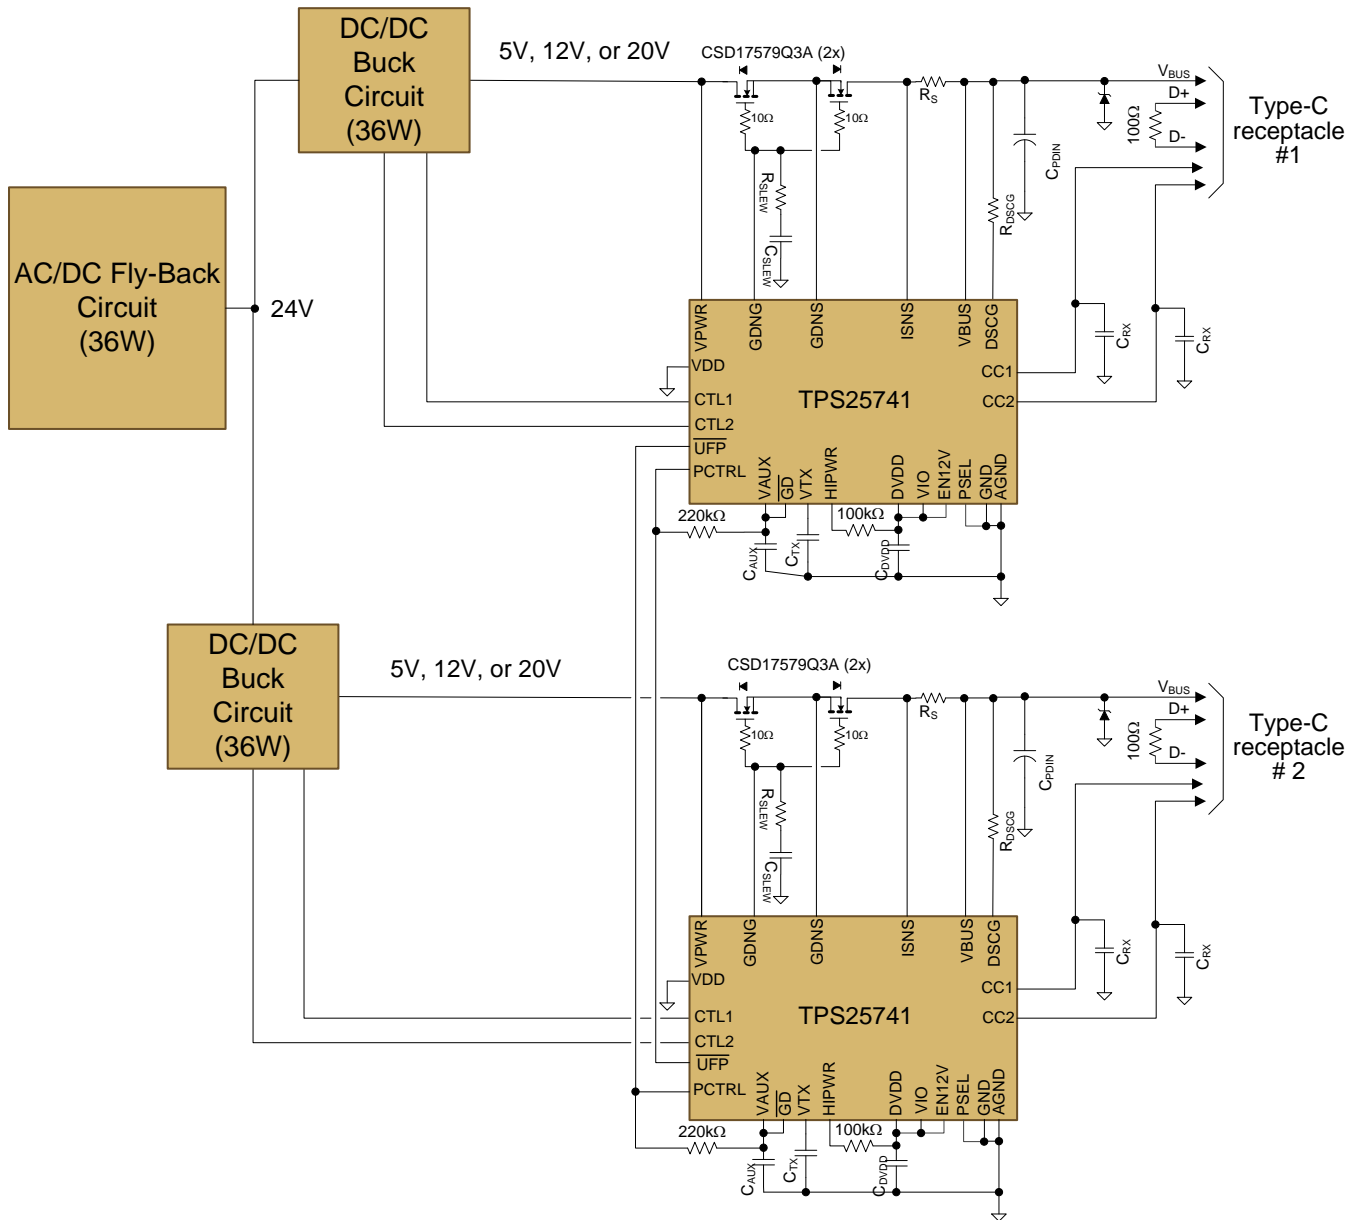 DC/DC
Buck
Circuit
(36W)
5V, 12V, or 20V
CSD17579Q3A (2x)
10Ω
10Ω
RSLEW
CSLEW
RS
RDSCG
CPDIN
VBUS
D+
100Ω
D-
Type-C
receptacle
#1
AC/DC Fly-Back
Circuit
(36W)
24V
CRX
CRX
VPWR
GDNG
GDNS
ISNS
VBUS
DSCG
VDD
CTL1
CTL2
UFP
PCTRL
TPS25741
CC1
CC2
VAUX
GD
VTX
HIPWR
DVDD
VIO
EN12V
PSEL
GND
AGND
220kΩ
100kΩ
CAUX
CTX
CDVDD
DC/DC
Buck
Circuit
(36W)
5V, 12V, or 20V
CSD17579Q3A (2x)
10Ω
10Ω
RSLEW
CSLEW
RS
RDSCG
CPDIN
VBUS
D+
100Ω
D-
Type-C
receptacle
# 2
CRX
CRX
VPWR
GDNG
GDNS
ISNS
VBUS
DSCG
VDD
CTL1
CTL2
UFP
PCTRL
TPS25741
CC1
CC2
VAUX
GD
VTX
HIPWR
DVDD
VIO
EN12V
PSEL
GND
AGND
220kΩ
100kΩ
CAUX
CTX
CDVDD